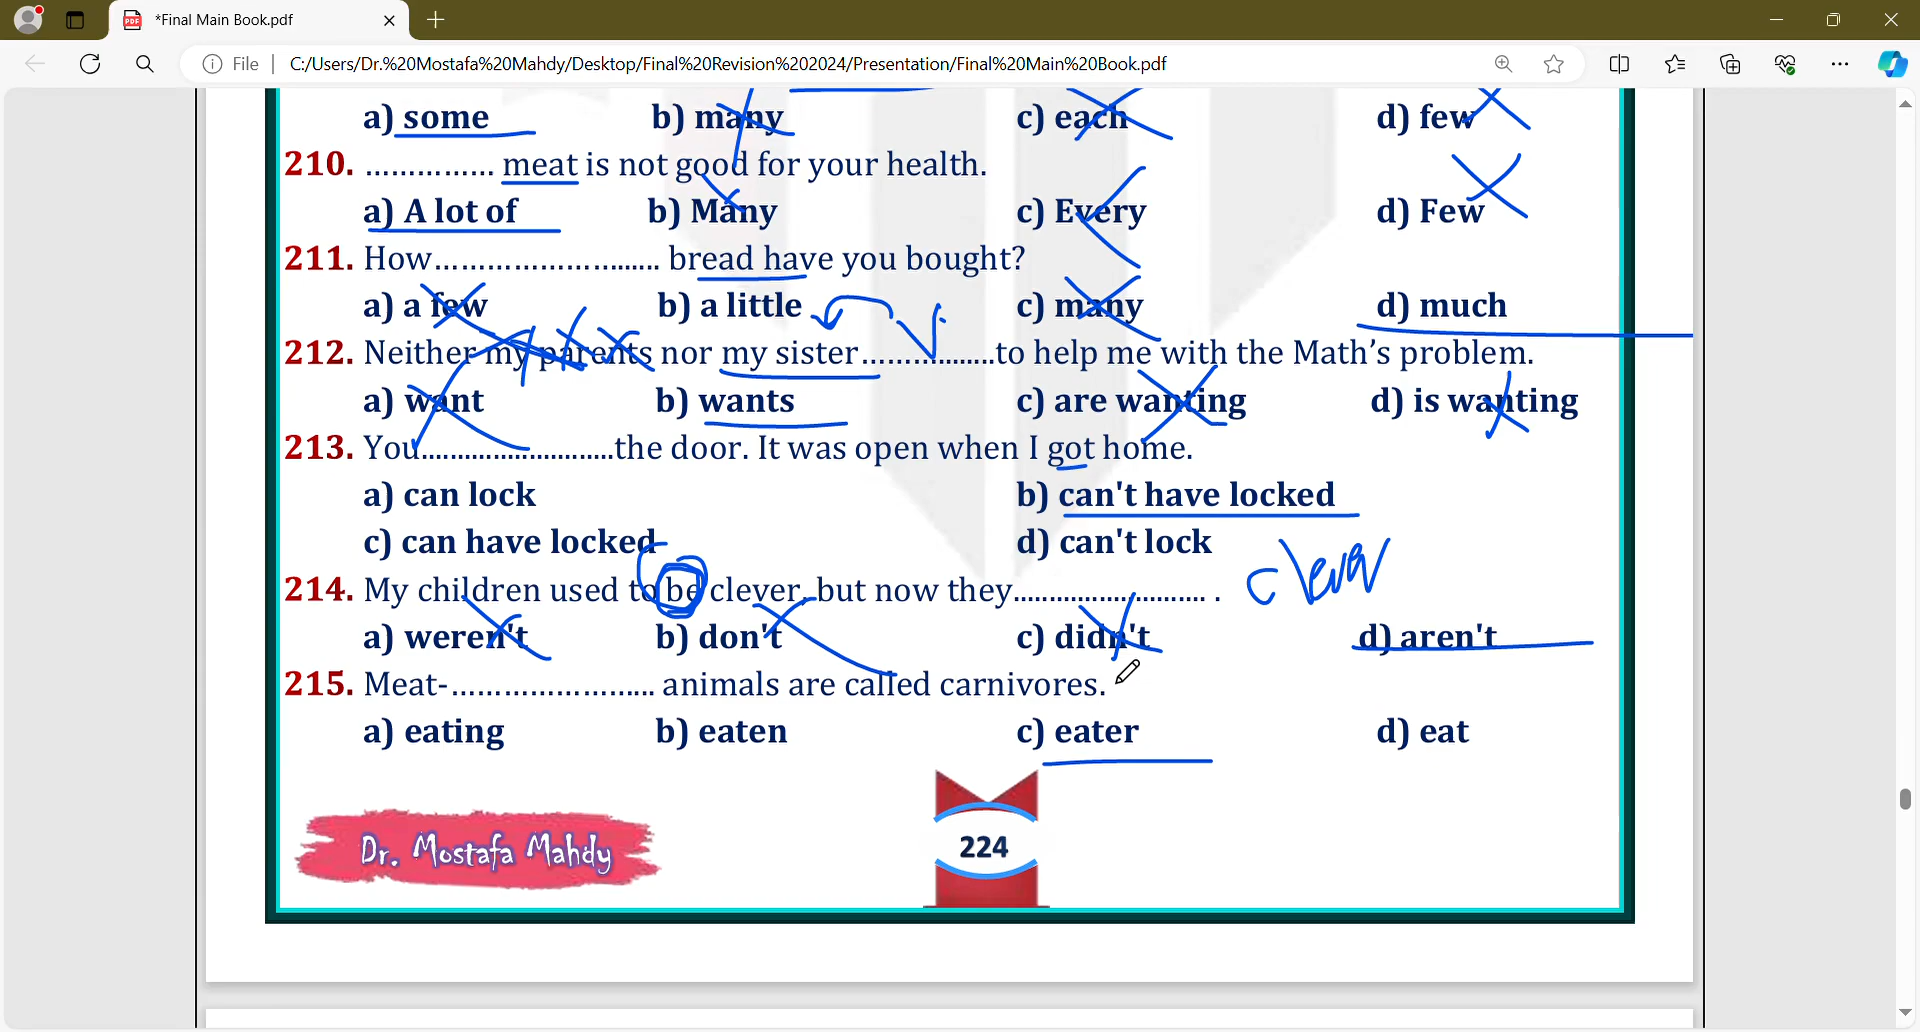 *Final Main Book.pdf
File | C:/Users/Dr.%20Mostafa%20Mahdy/Desktop/Final%20Revision%202024/Presentation/Final%20Main%20Book.pdf
a) some b) many c) each d) few
210. ............... meat is not good for your health.
a) A lot of b) Many c) Every d) Few
211. How.......................... bread have you bought?
a) a few b) a little c) many d) much
212. Neither my parents nor my sister.................to help me with the Math's problem.
a) want b) wants c) are wanting d) is wanting
213. You...........................the door. It was open when I got home.
a) can lock b) can't have locked
c) can have locked d) can't lock
clever
214. My children used to be clever, but now they........................... .
a) weren't b) don't c) didn't d) aren't
215. Meat-......................... animals are called carnivores.
a) eating b) eaten c) eater d) eat
Dr. Mostafa Mahdy
224